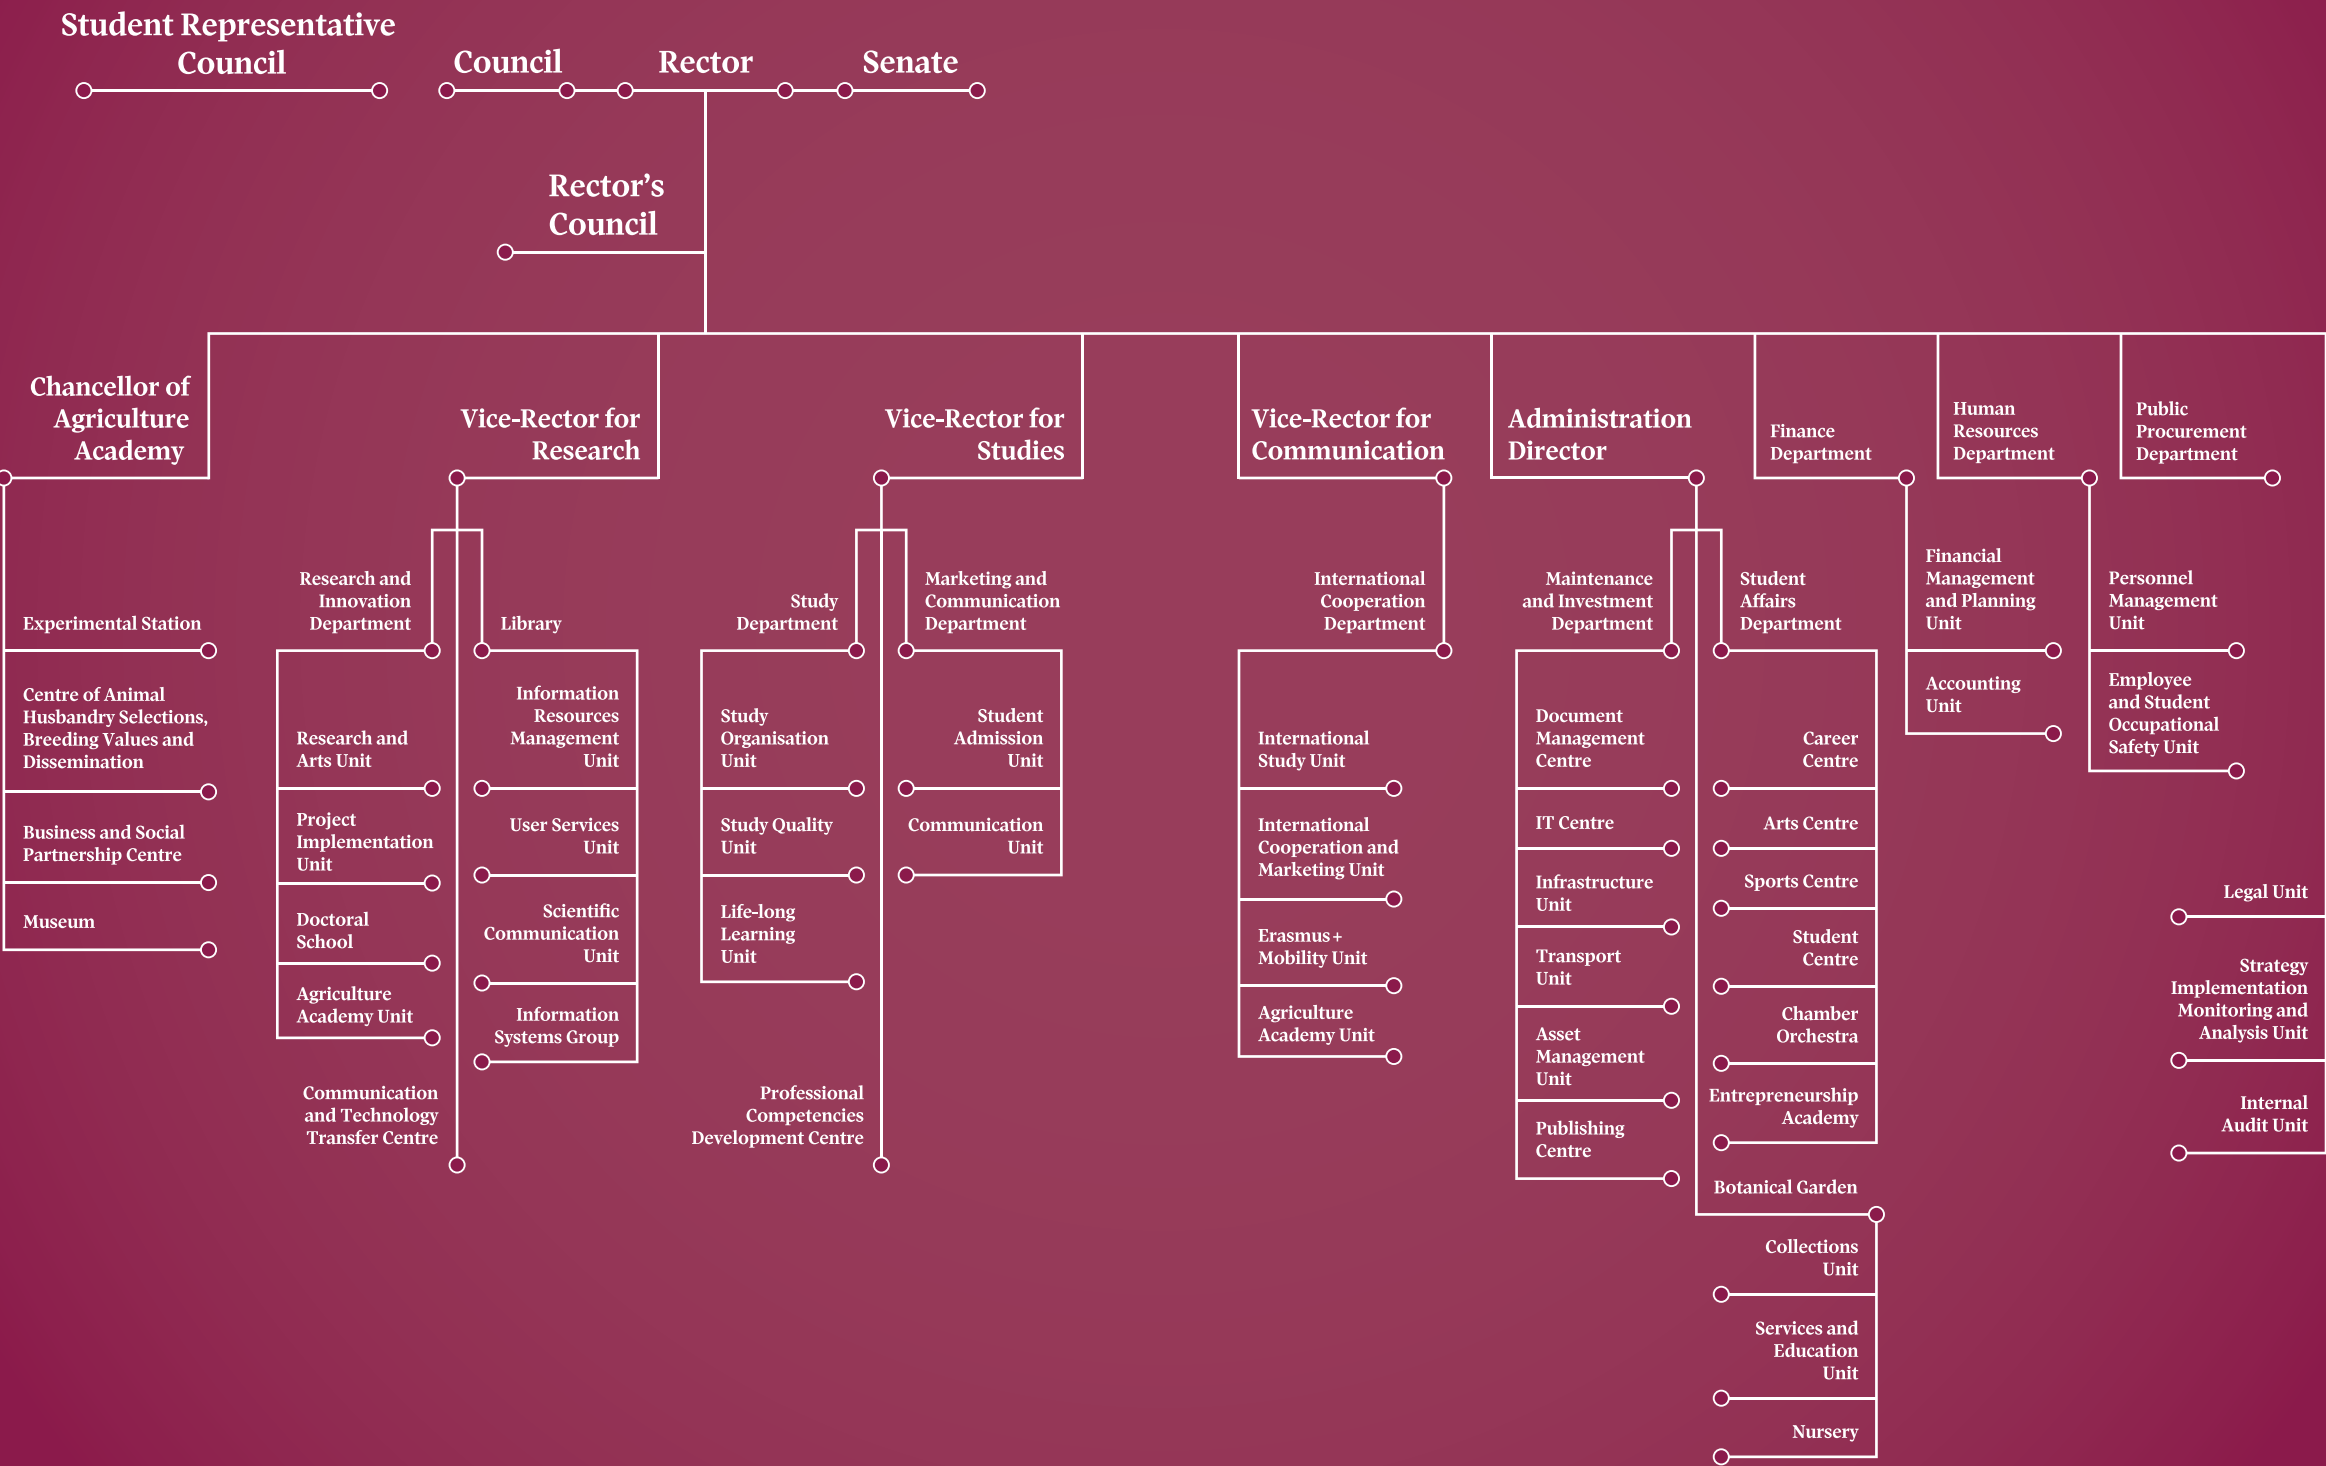 Student Representative
Council
Council
Rector
Senate
Rector’s
Council
Chancellor of
Agriculture
Academy
Vice-Rector for
Research
Vice-Rector for
Studies
Vice-Rector for
Communication
Administration
Director
Finance
Department
Human
Resources
Department
Public
Procurement
Department
Experimental Station
Centre of Animal
Husbandry Selections,
Breeding Values and
Dissemination
Business and Social
Partnership Centre
Museum
Research and
Innovation
Department
Research and
Arts Unit
Project
Implementation
Unit
Doctoral
School
Agriculture
Academy Unit
Communication
and Technology
Transfer Centre
Library
Information
Resources
Management
Unit
User Services
Unit
Scientific
Communication
Unit
Information
Systems Group
Study
Department
Study
Organisation
Unit
Study Quality
Unit
Life-long
Learning
Unit
Professional
Competencies
Development Centre
Marketing and
Communication
Department
Student
Admission
Unit
Communication
Unit
International
Cooperation
Department
International
Study Unit
International
Cooperation and
Marketing Unit
Erasmus+
Mobility Unit
Agriculture
Academy Unit
Maintenance
and Investment
Department
Document
Management
Centre
IT Centre
Infrastructure
Unit
Transport
Unit
Asset
Management
Unit
Publishing
Centre
Student
Affairs
Department
Career
Centre
Arts Centre
Sports Centre
Student
Centre
Chamber
Orchestra
Entrepreneurship
Academy
Botanical Garden
Collections
Unit
Services and
Education
Unit
Nursery
Financial
Management
and Planning
Unit
Accounting
Unit
Personnel
Management
Unit
Employee
and Student
Occupational
Safety Unit
Legal Unit
Strategy
Implementation
Monitoring and
Analysis Unit
Internal
Audit Unit